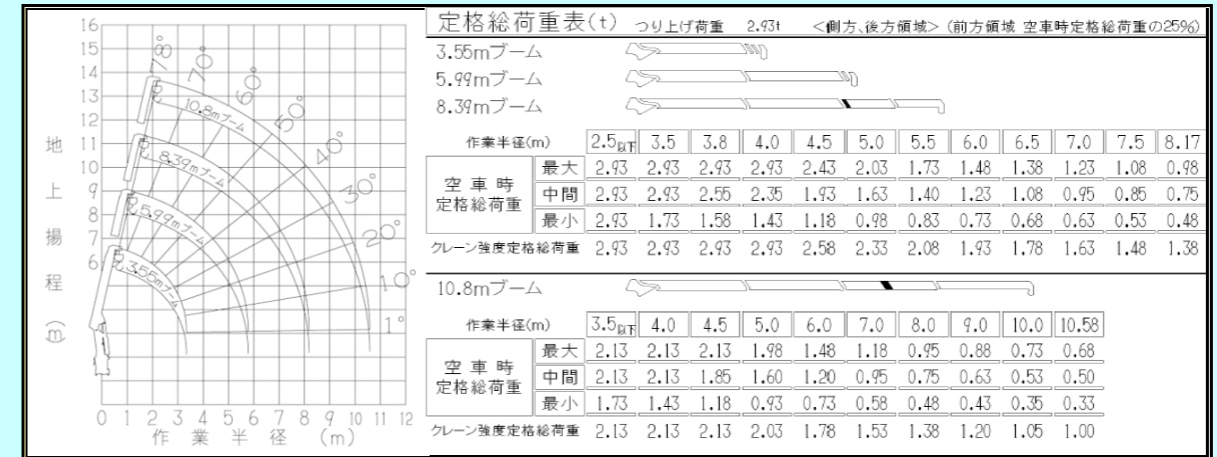 定格総荷重表(t) つり上げ荷重 2.93t <側方、後方領域> (前方領域 空車時定格総荷重の25%)
3.55mブーム
5.99mブーム
8.39mブーム
作業半径(m) 2.5以下 3.5 3.8 4.0 4.5 5.0 5.5 6.0 6.5 7.0 7.5 8.17
空車時定格総荷重
最大 2.93 2.93 2.93 2.93 2.43 2.03 1.73 1.48 1.38 1.23 1.08 0.98
中間 2.93 2.93 2.55 2.35 1.93 1.63 1.40 1.23 1.08 0.95 0.85 0.75
最小 2.93 1.73 1.58 1.43 1.18 0.98 0.83 0.73 0.68 0.63 0.53 0.48
クレーン強度定格総荷重 2.93 2.93 2.93 2.93 2.58 2.33 2.08 1.93 1.78 1.63 1.48 1.38
10.8mブーム
作業半径(m) 3.5以下 4.0 4.5 5.0 6.0 7.0 8.0 9.0 10.0 10.58
空車時定格総荷重
最大 2.13 2.13 2.13 1.98 1.48 1.18 0.95 0.88 0.73 0.68
中間 2.13 2.13 1.85 1.60 1.20 0.95 0.75 0.63 0.53 0.50
最小 1.73 1.43 1.18 0.93 0.73 0.58 0.48 0.43 0.35 0.33
クレーン強度定格総荷重 2.13 2.13 2.13 2.03 1.78 1.53 1.38 1.20 1.05 1.00
地上揚程(m)
16
15
14
13
12
11
10
9
8
7
6
78°
70°
60°
50°
40°
30°
20°
10°
1°
10.8mブーム
8.39mブーム
5.99mブーム
3.55mブーム
0 1 2 3 4 5 6 7 8 9 10 11 12
作業半径(m)